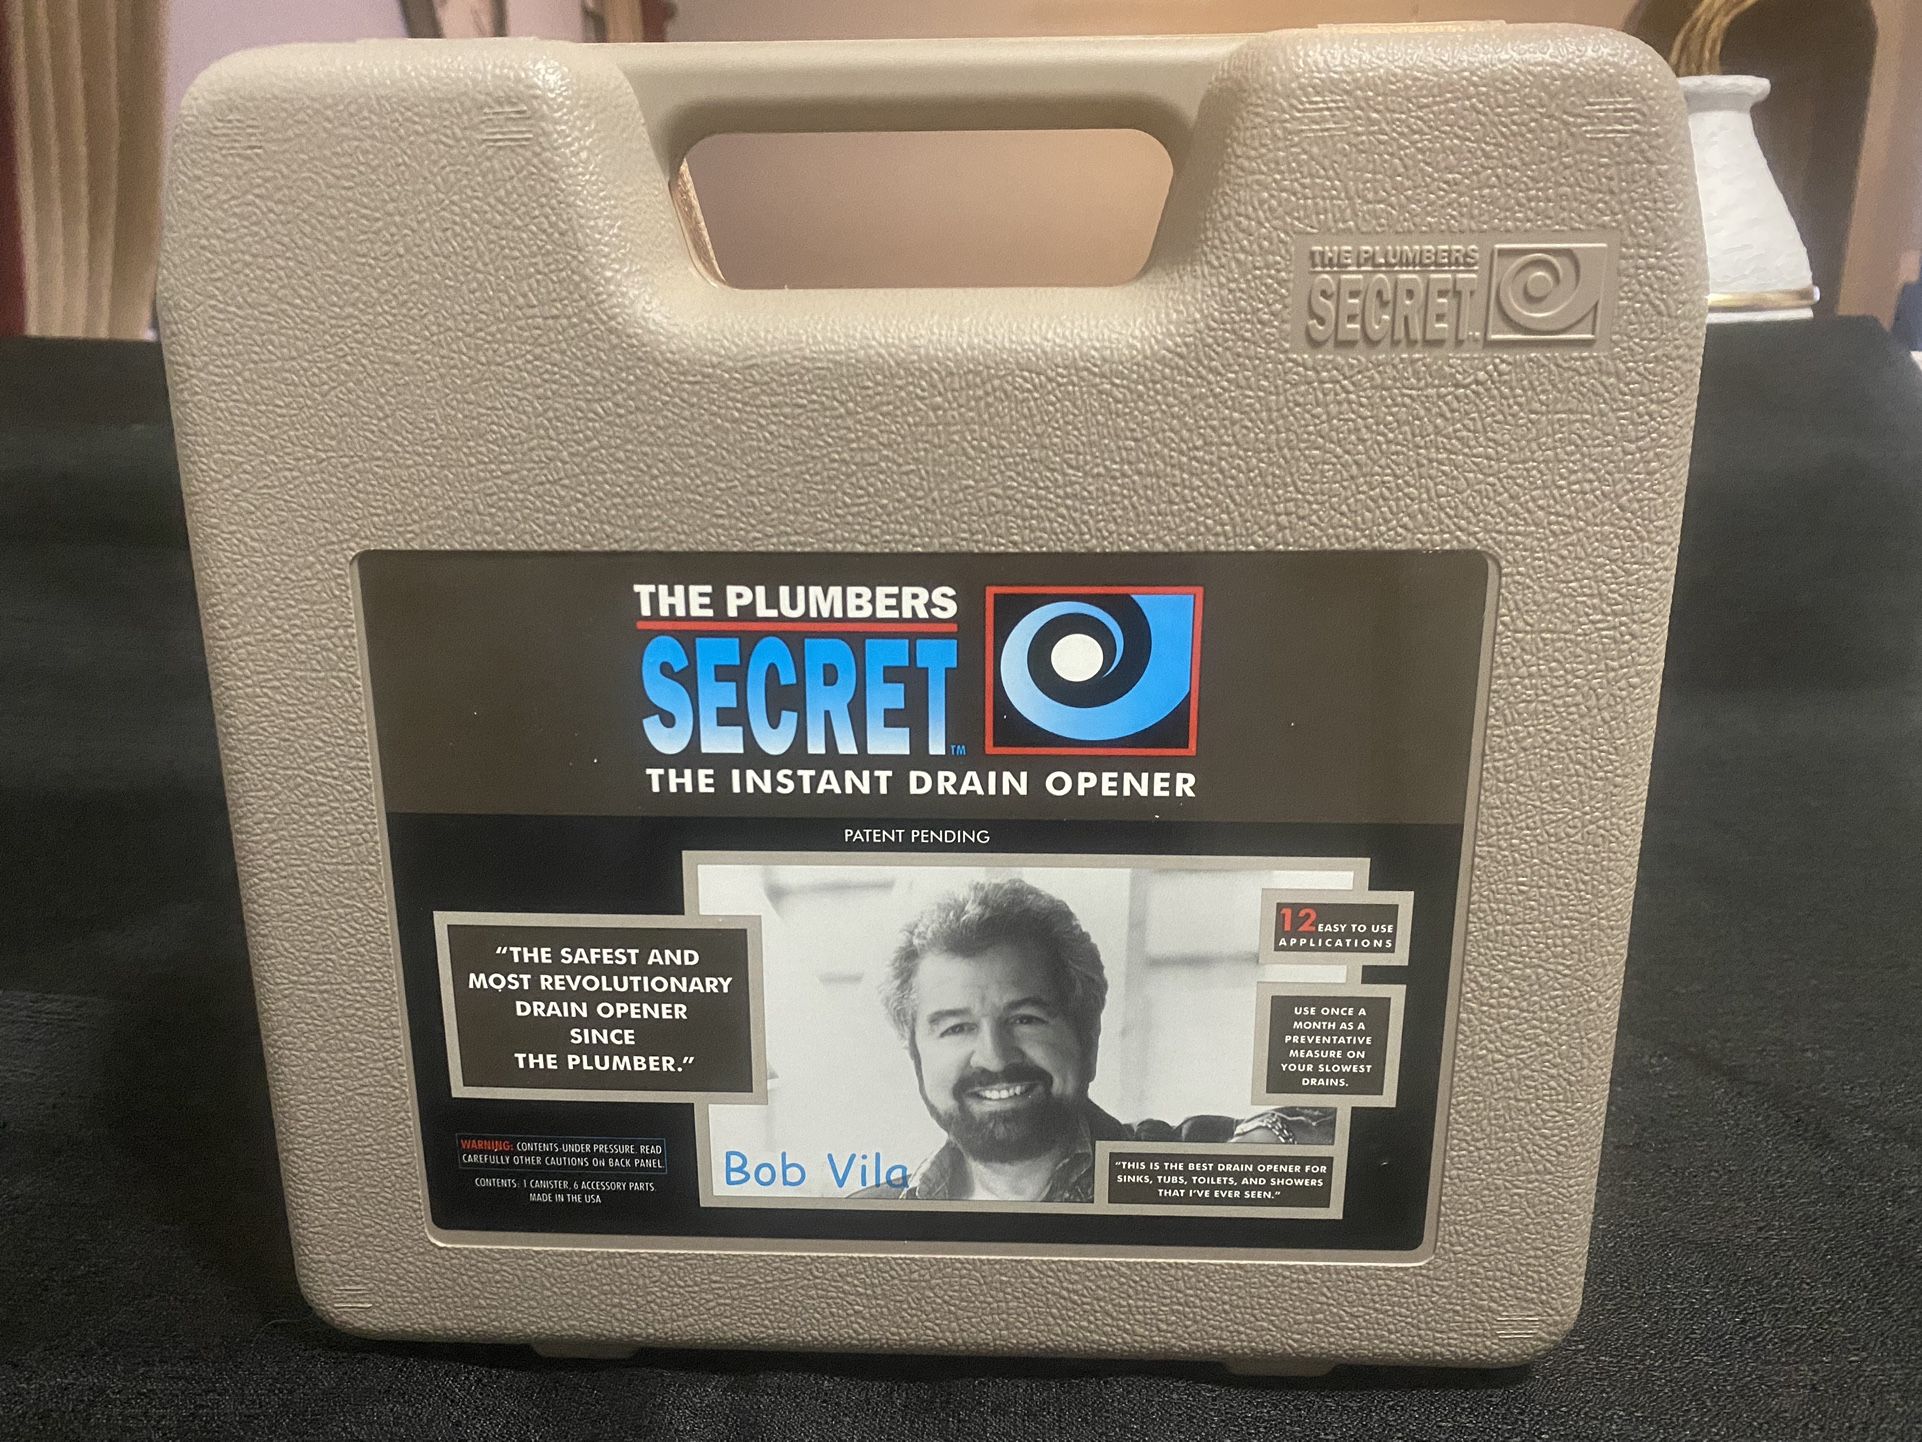 THE PLUMBERS
SECRET
THE PLUMBERS
SECRET TM
THE INSTANT DRAIN OPENER
PATENT PENDING
“THE SAFEST AND
MOST REVOLUTIONARY
DRAIN OPENER
SINCE
THE PLUMBER.”
12 EASY TO USE
APPLICATIONS
USE ONCE A
MONTH AS A
PREVENTATIVE
MEASURE ON
YOUR SLOWEST
DRAINS.
WARNING: CONTENTS UNDER PRESSURE. READ
CAREFULLY OTHER CAUTIONS ON BACK PANEL.
CONTENTS: 1 CANISTER, 6 ACCESSORY PARTS.
MADE IN THE USA
Bob Vila
“THIS IS THE BEST DRAIN OPENER FOR
SINKS, TUBS, TOILETS, AND SHOWERS
THAT I’VE EVER SEEN.”